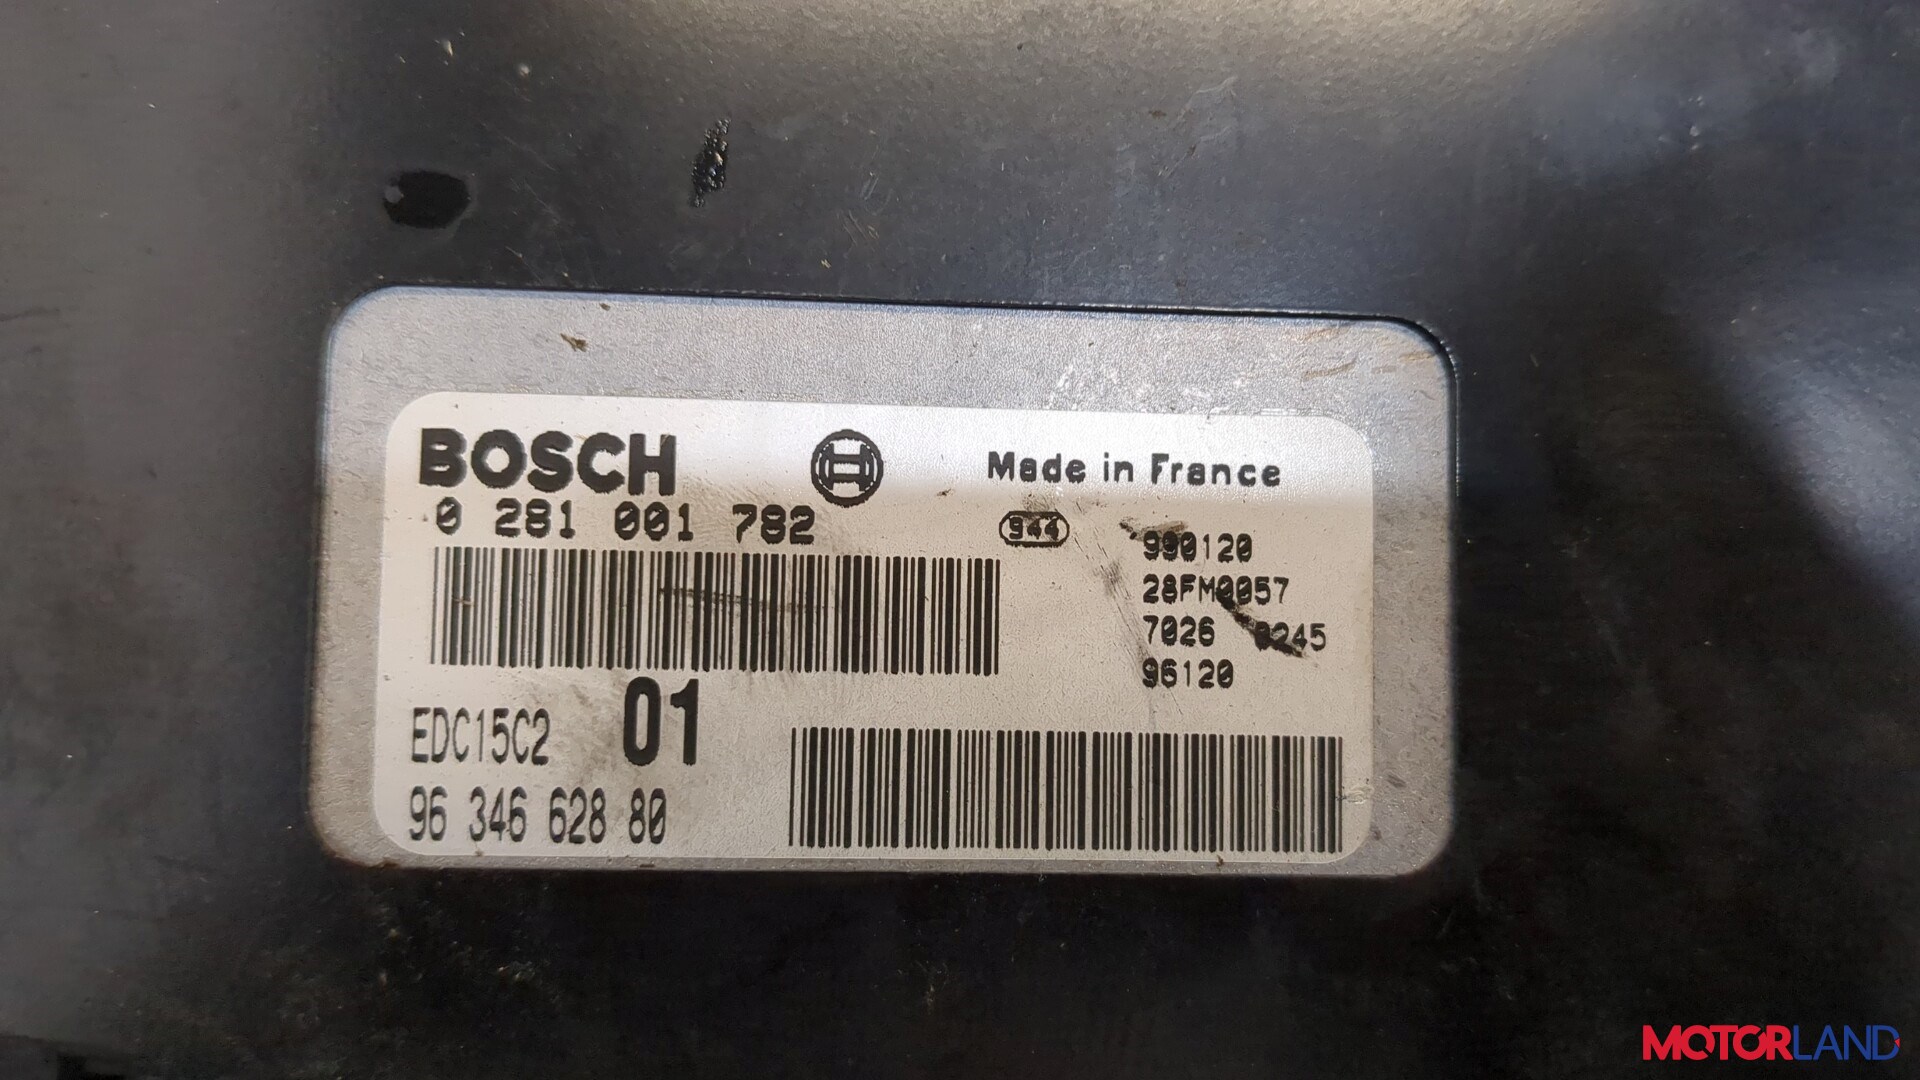 BOSCH
Made in France
0 281 001 782
944
990120
28FM0057
7026 0245
96120
EDC15C2 01
96 346 628 80
MOTORLAND